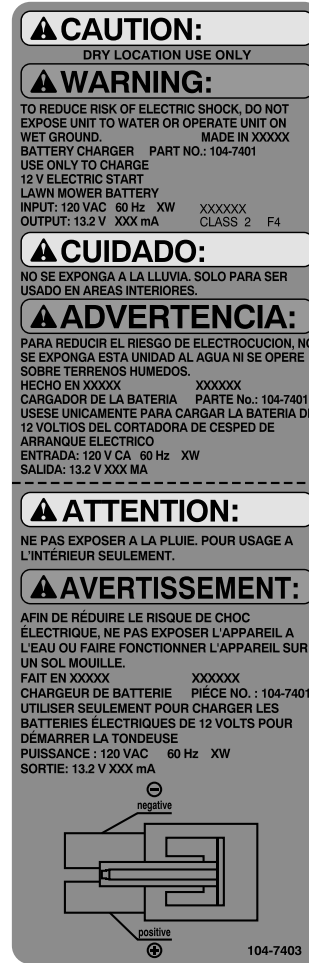 CAUTION:
DRY LOCATION USE ONLY
WARNING:
TO REDUCE RISK OF ELECTRIC SHOCK, DO NOT
EXPOSE UNIT TO WATER OR OPERATE UNIT ON
WET GROUND. MADE IN XXXXX
BATTERY CHARGER PART NO.: 104-7401
USE ONLY TO CHARGE
12 V ELECTRIC START
LAWN MOWER BATTERY
INPUT: 120 VAC 60 Hz XW XXXXXX
OUTPUT: 13.2 V XXX mA CLASS 2 F4
CUIDADO:
NO SE EXPONGA A LA LLUVIA. SOLO PARA SER
USADO EN AREAS INTERIORES.
ADVERTENCIA:
PARA REDUCIR EL RIESGO DE ELECTROCUCION, NO
SE EXPONGA ESTA UNIDAD AL AGUA NI SE OPERE
SOBRE TERRENOS HUMEDOS.
HECHO EN XXXXX XXXXXX
CARGADOR DE LA BATERIA PARTE No.: 104-7401
USESE UNICAMENTE PARA CARGAR LA BATERIA DE
12 VOLTIOS DEL CORTADORA DE CESPED DE
ARRANQUE ELECTRICO
ENTRADA: 120 V CA 60 Hz XW
SALIDA: 13.2 V XXX MA
ATTENTION:
NE PAS EXPOSER A LA PLUIE. POUR USAGE A
L'INTÉRIEUR SEULEMENT.
AVERTISSEMENT:
AFIN DE RÉDUIRE LE RISQUE DE CHOC
ÉLECTRIQUE, NE PAS EXPOSER L'APPAREIL A
L'EAU OU FAIRE FONCTIONNER L'APPAREIL SUR
UN SOL MOUILLE.
FAIT EN XXXXX XXXXXX
CHARGEUR DE BATTERIE PIÉCE NO. : 104-7401
UTILISER SEULEMENT POUR CHARGER LES
BATTERIES ÉLECTRIQUES DE 12 VOLTS POUR
DÉMARRER LA TONDEUSE
PUISSANCE : 120 VAC 60 Hz XW
SORTIE: 13.2 V XXX mA
negative
positive
104-7403